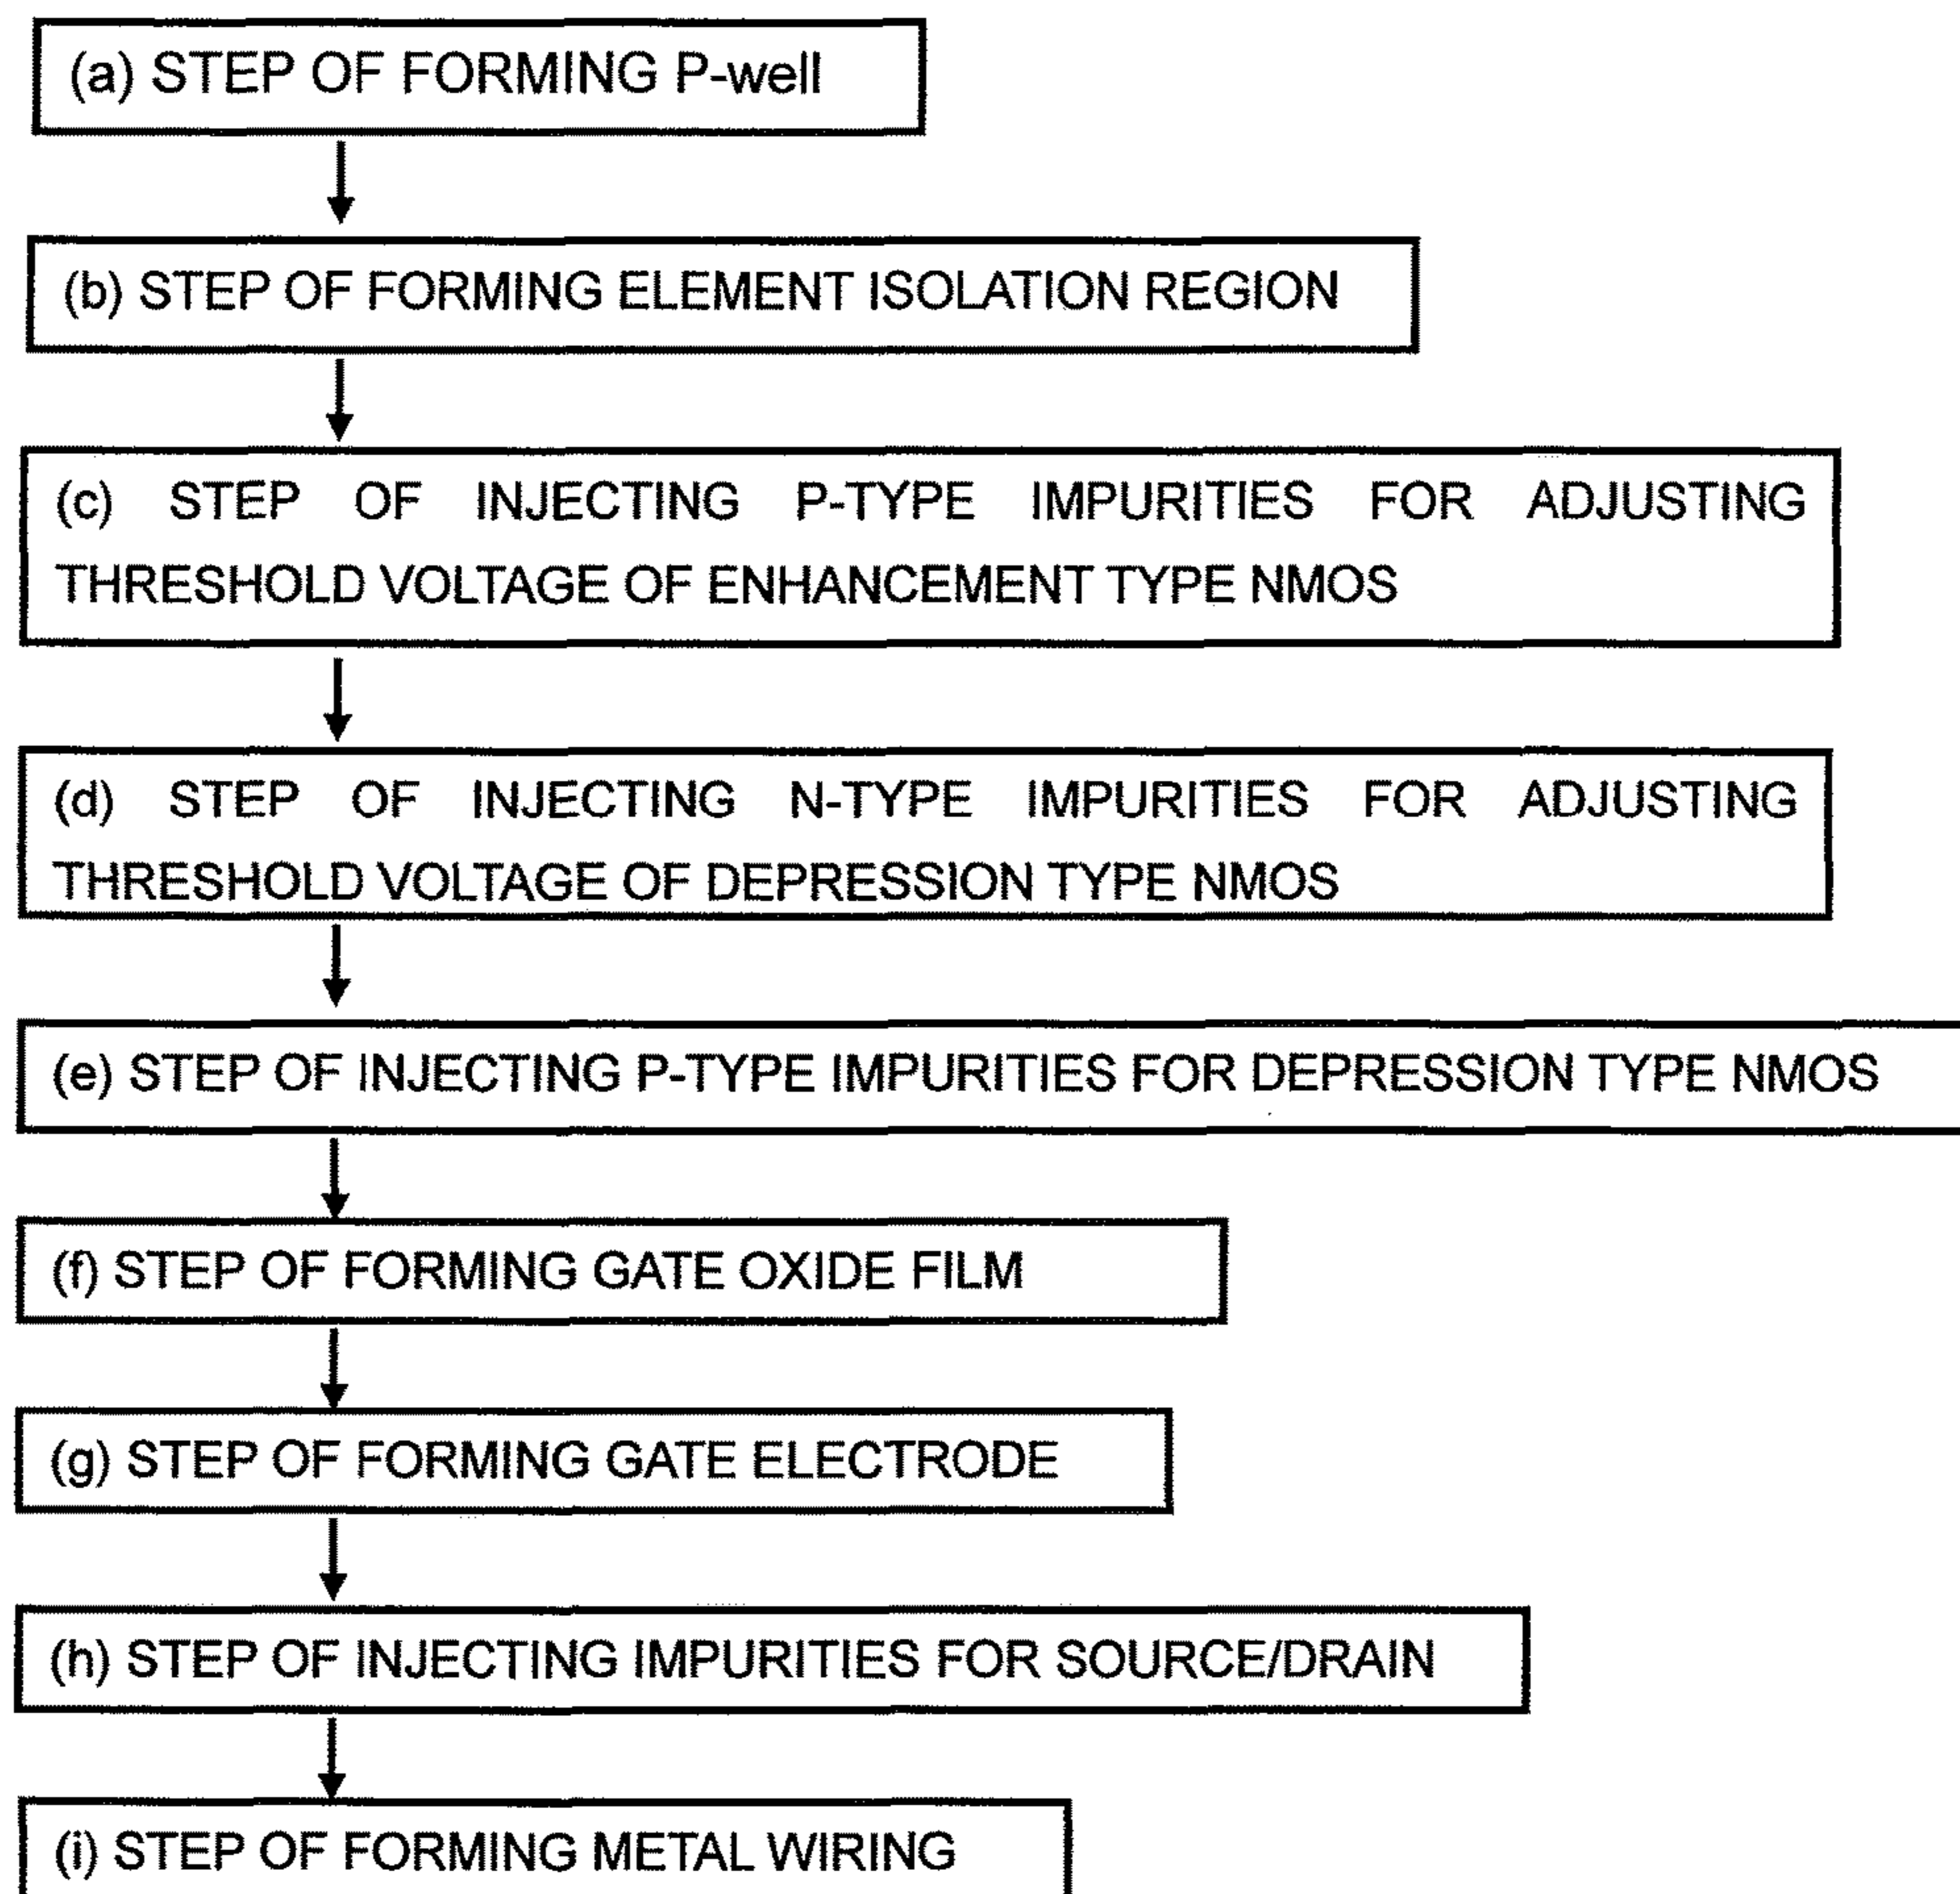 (a) STEP OF FORMING P-well
(b) STEP OF FORMING ELEMENT ISOLATION REGION
(c) STEP OF INJECTING P-TYPE IMPURITIES FOR ADJUSTING
THRESHOLD VOLTAGE OF ENHANCEMENT TYPE NMOS
(d) STEP OF INJECTING N-TYPE IMPURITIES FOR ADJUSTING
THRESHOLD VOLTAGE OF DEPRESSION TYPE NMOS
(e) STEP OF INJECTING P-TYPE IMPURITIES FOR DEPRESSION TYPE NMOS
(f) STEP OF FORMING GATE OXIDE FILM
(g) STEP OF FORMING GATE ELECTRODE
(h) STEP OF INJECTING IMPURITIES FOR SOURCE/DRAIN
(i) STEP OF FORMING METAL WIRING